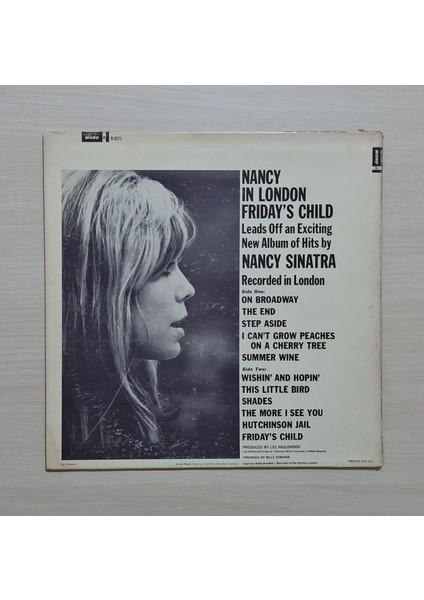 MONO
R-6221
NANCY
IN LONDON
FRIDAY'S CHILD
Leads Off an Exciting
New Album of Hits by
NANCY SINATRA
Recorded in London
Side One:
ON BROADWAY
THE END
STEP ASIDE
I CAN'T GROW PEACHES
ON A CHERRY TREE
SUMMER WINE
Side Two:
WISHIN' AND HOPIN'
THIS LITTLE BIRD
SHADES
THE MORE I SEE YOU
HUTCHINSON JAIL
FRIDAY'S CHILD
PRODUCED BY LEE HAZLEWOOD
ARRANGED BY BILLY STRANGE